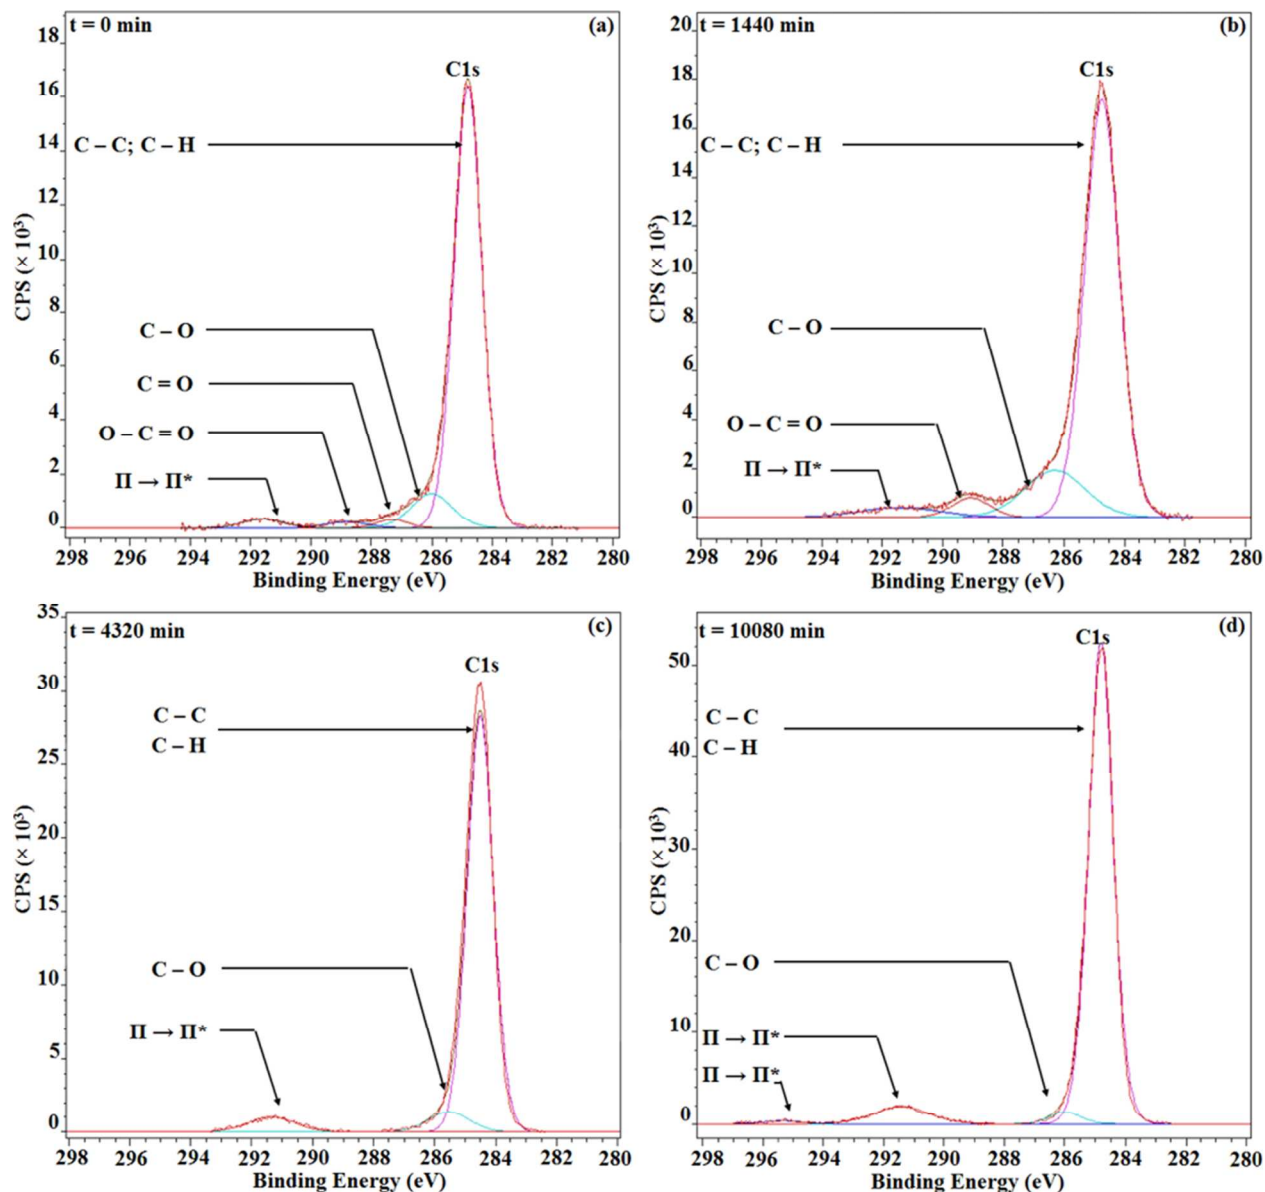 t = 0 min
(a)
C1s
C – C; C – H
C – O
C = O
O – C = O
Π → Π*
18
16
14
12
10
8
6
4
2
0
CPS (× 10³)
298 296 294 292 290 288 286 284 282 280
Binding Energy (eV)
t = 1440 min
(b)
C1s
C – C; C – H
C – O
O – C = O
Π → Π*
20
18
16
14
12
10
8
6
4
2
0
CPS (× 10³)
298 296 294 292 290 288 286 284 282 280
Binding Energy (eV)
t = 4320 min
(c)
C1s
C – C
C – H
C – O
Π → Π*
35
30
25
20
15
10
5
0
CPS (× 10³)
298 296 294 292 290 288 286 284 282 280
Binding Energy (eV)
t = 10080 min
(d)
C1s
C – C
C – H
C – O
Π → Π*
Π → Π*
50
40
30
20
10
0
CPS (× 10³)
298 296 294 292 290 288 286 284 282 280
Binding Energy (eV)